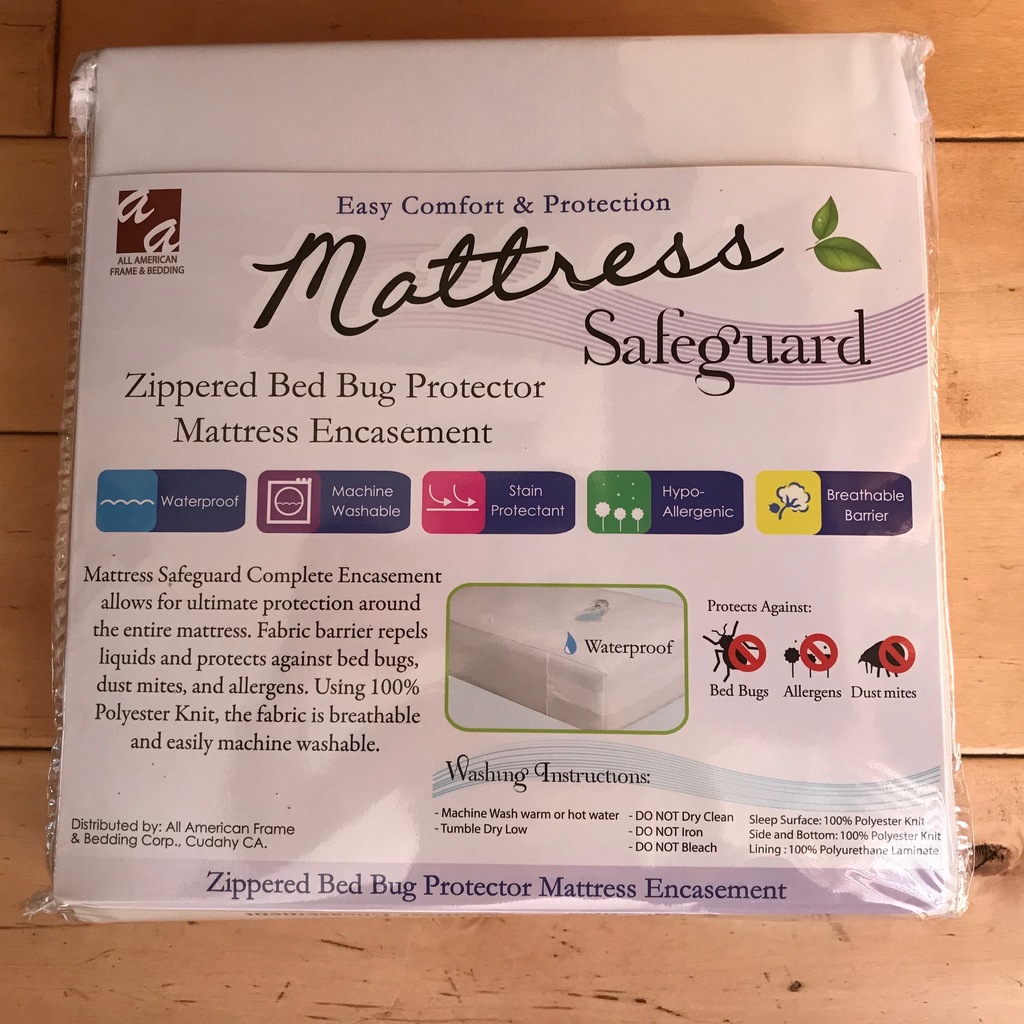 aa
ALL AMERICAN
FRAME & BEDDING
Easy Comfort & Protection
Mattress
Safeguard
Zippered Bed Bug Protector
Mattress Encasement
Waterproof
Machine
Washable
Stain
Protectant
Hypo-
Allergenic
Breathable
Barrier
Mattress Safeguard Complete Encasement
allows for ultimate protection around
the entire mattress. Fabric barrier repels
liquids and protects against bed bugs,
dust mites, and allergens. Using 100%
Polyester Knit, the fabric is breathable
and easily machine washable.
Waterproof
Protects Against:
Bed Bugs
Allergens
Dust mites
Washing Instructions:
- Machine Wash warm or hot water
- Tumble Dry Low
- DO NOT Dry Clean
- DO NOT Iron
- DO NOT Bleach
Sleep Surface: 100% Polyester Knit
Side and Bottom: 100% Polyester Knit
Lining : 100% Polyurethane Laminate
Distributed by: All American Frame
& Bedding Corp., Cudahy CA.
Zippered Bed Bug Protector Mattress Encasement